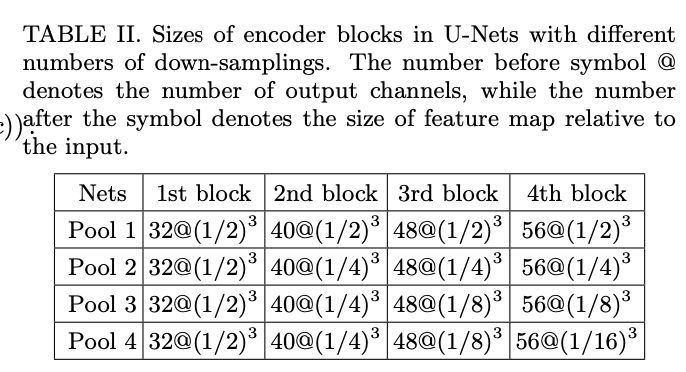 TABLE II. Sizes of encoder blocks in U-Nets with different
numbers of down-samplings. The number before symbol @
denotes the number of output channels, while the number
after the symbol denotes the size of feature map relative to
the input.
Nets 1st block 2nd block 3rd block 4th block
Pool 1 32@(1/2)³ 40@(1/2)³ 48@(1/2)³ 56@(1/2)³
Pool 2 32@(1/2)³ 40@(1/4)³ 48@(1/4)³ 56@(1/4)³
Pool 3 32@(1/2)³ 40@(1/4)³ 48@(1/8)³ 56@(1/8)³
Pool 4 32@(1/2)³ 40@(1/4)³ 48@(1/8)³ 56@(1/16)³